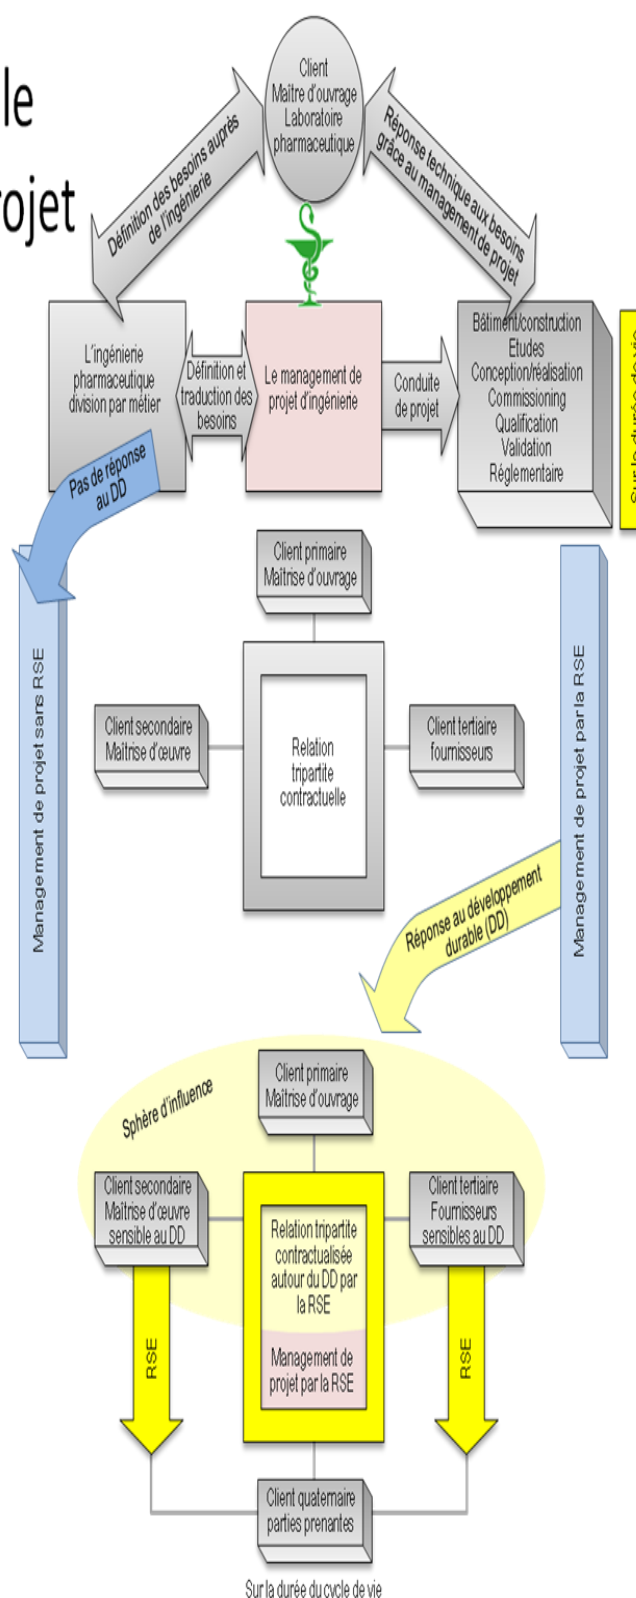 le
rojet
Client
Maître d'ouvrage
Laboratoire
pharmaceutique
Définition des besoins auprès
de l'ingénierie
Réponse technique aux besoins
grâce au management de
projet
L'ingénierie
pharmaceutique
division par métier
Définition et
traduction des
besoins
Le management de
projet d'ingénierie
Conduite
de projet
Bâtiment/construction
Etudes
Conception/réalisation
Commissioning
Qualification
Validation
Réglementaire
Sur la durée de vie
Pas de réponse
au DD
Management de projet sans RSE
Client primaire
Maîtrise d'ouvrage
Client secondaire
Maîtrise d'œuvre
Relation
tripartite
contractuelle
Client tertiaire
fournisseurs
Management de projet par la RSE
Réponse au développement
durable (DD)
Sphère d'influence
Client primaire
Maîtrise d'ouvrage
Client secondaire
Maîtrise d'œuvre
sensible au DD
Relation tripartite
contractualisée
autour du DD par
la RSE
Management de
projet par la RSE
Client tertiaire
Fournisseurs
sensibles au DD
RSE
RSE
Client quaternaire
parties prenantes
Sur la durée du cycle de vie